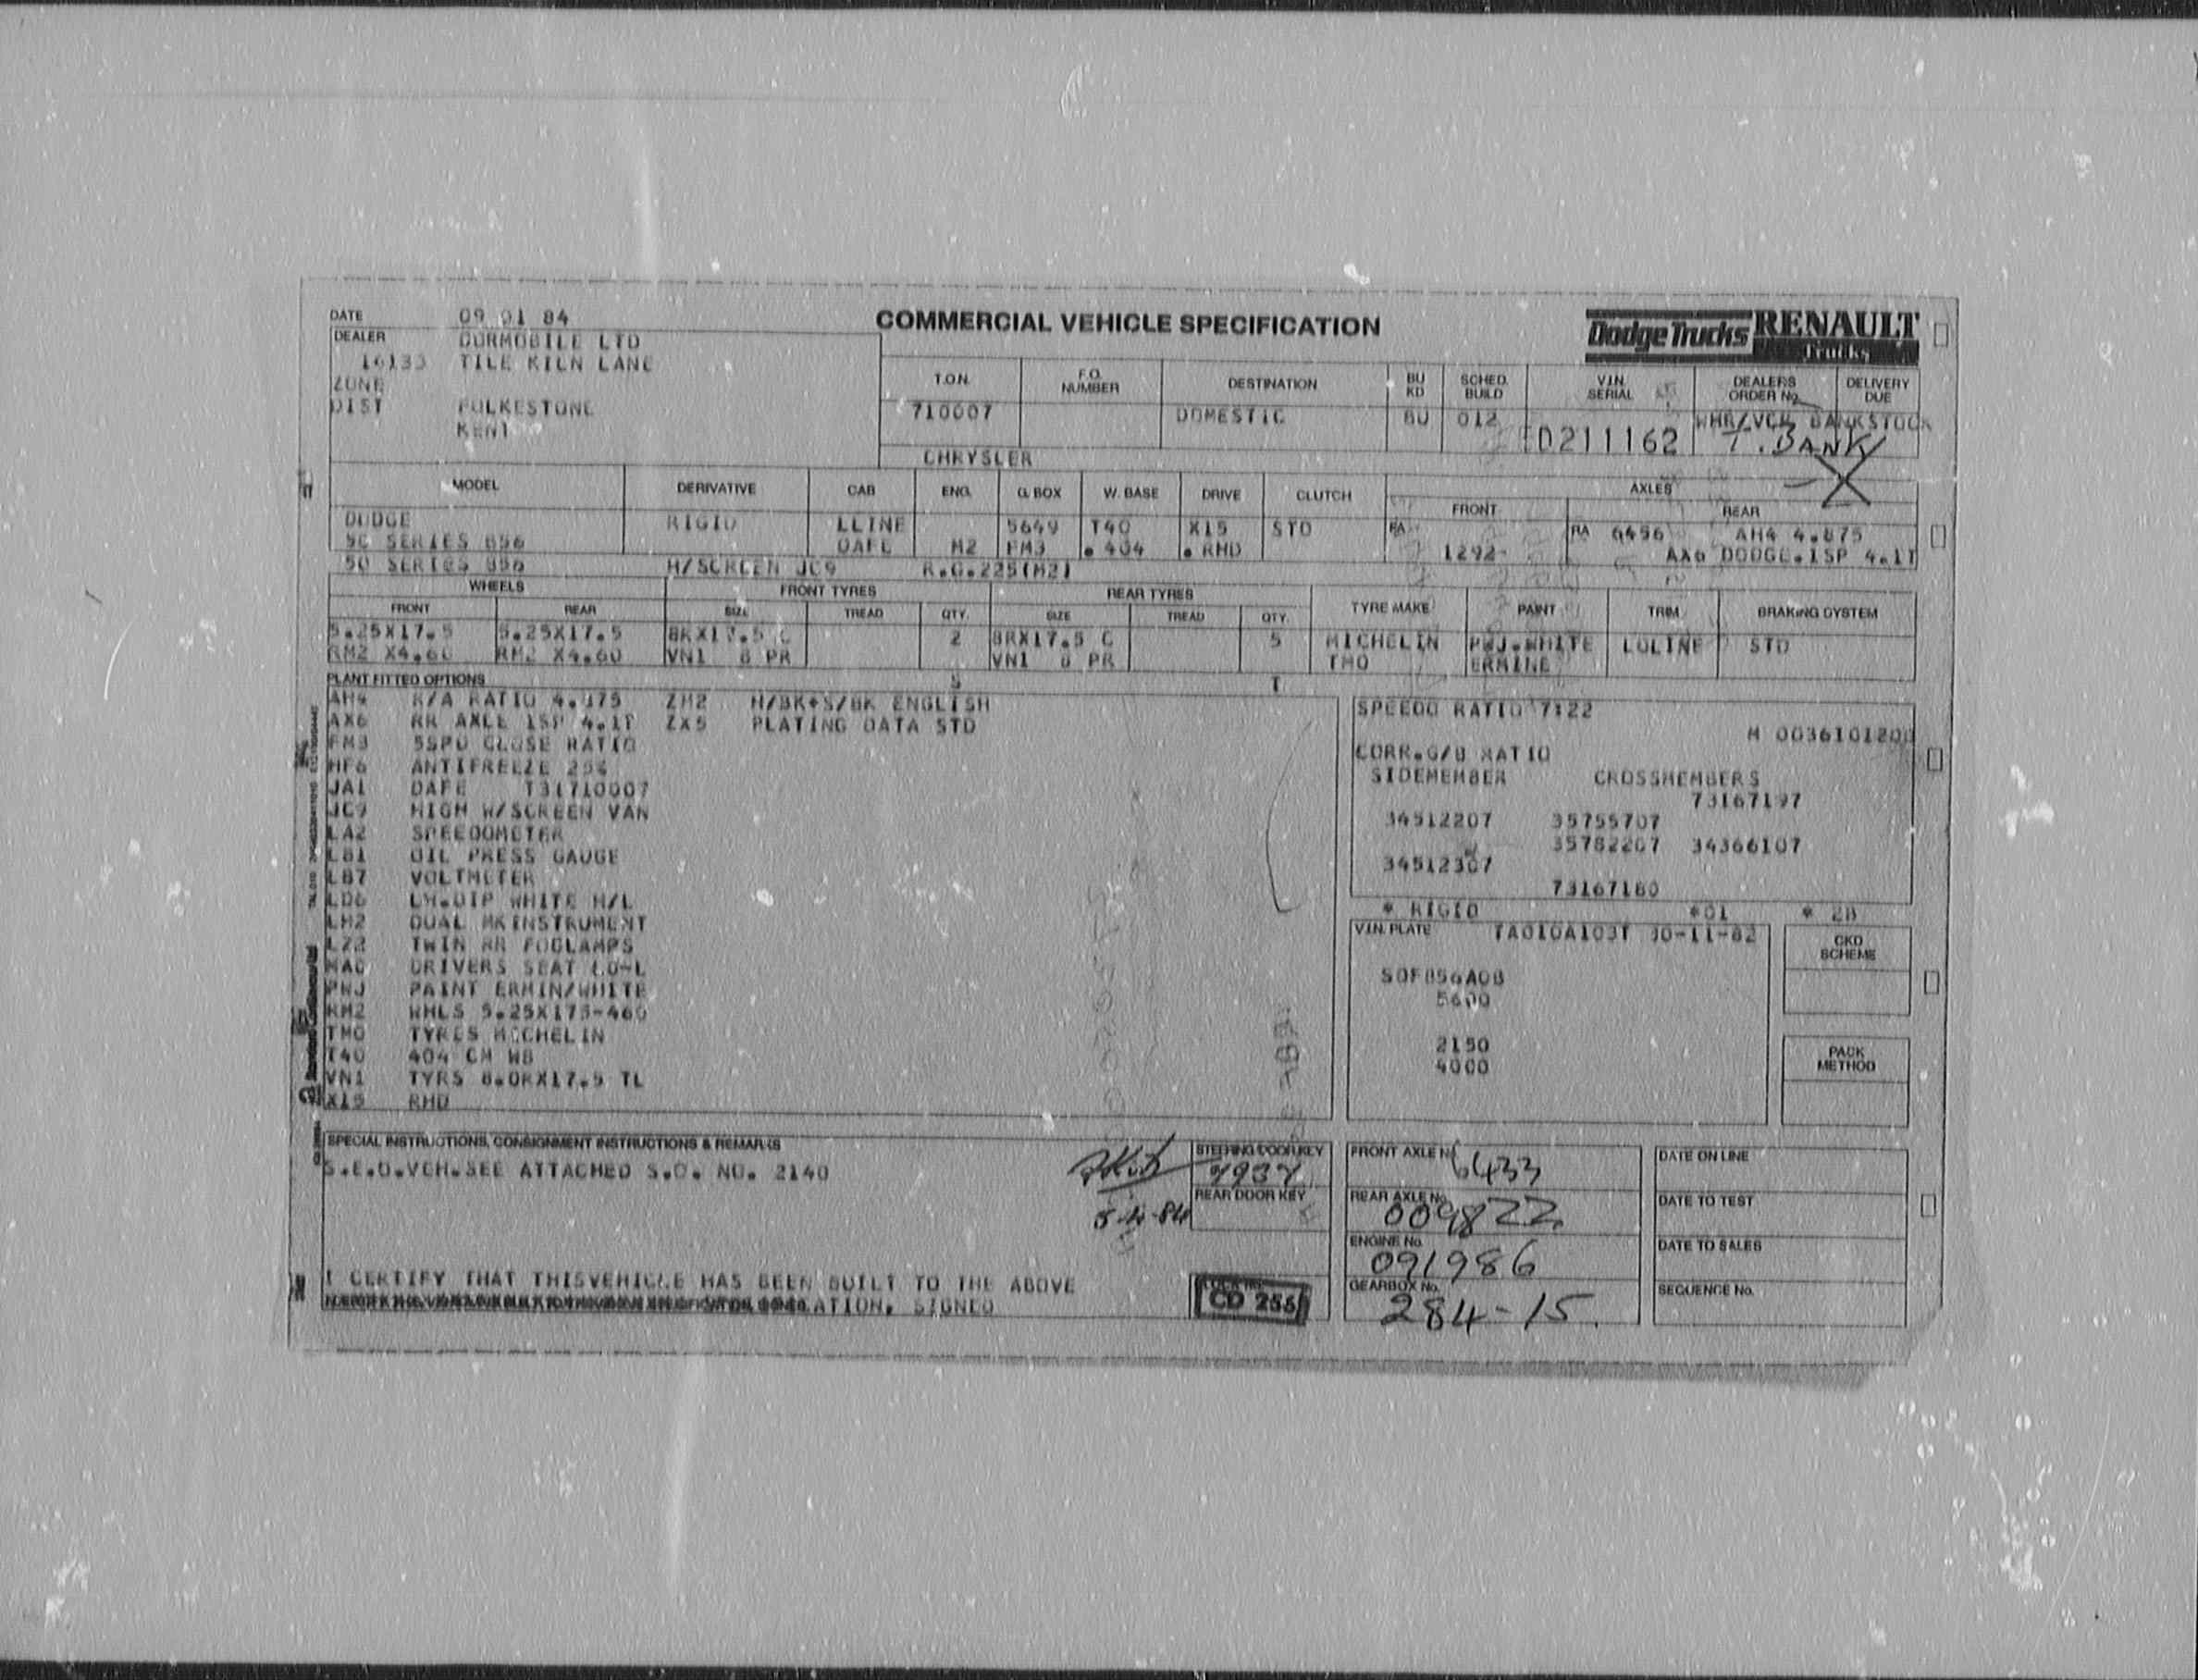 DATE 09 01 84
COMMERCIAL VEHICLE SPECIFICATION
Dodge Trucks RENAULT Trucks
DEALER DORMOBILE LTD
16133 TILE KILN LANE
ZONE
DIST FOLKESTONE
KENT
T.O.N. F.O. NUMBER DESTINATION BU KD SCHED. BUILD V.I.N. SERIAL DEALERS ORDER No. DELIVERY DUE
710007 DOMESTIC BU 012 D211162 WHR/VCH BANKSTOCK
T. BANK
CHRYSLER
MODEL DERIVATIVE CAB ENG. G. BOX W. BASE DRIVE CLUTCH AXLES
FRONT REAR
DODGE RIGID LLINE 5649 T40 X15 STD RA RA 6456 AH4 4.875
50 SERIES B56 DAFE M2 FM3 . 404 . RHD 1292- AX6 DODGE.1SP 4.1T
50 SERIES B56 H/SCREEN JC9 R.G.225(M2)
WHEELS FRONT TYRES REAR TYRES TYRE MAKE PAINT TRIM BRAKING SYSTEM
FRONT REAR SIZE TREAD QTY. SIZE TREAD QTY.
5.25X17.5 5.25X17.5 8RX17.5 C 2 8RX17.5 C 5 MICHELIN PWJ.WHITE LOLINE STD
RM2 X4.60 RM2 X4.60 VN1 8 PR VN1 8 PR TMO ERMINE
PLANT FITTED OPTIONS S T
AH4 R/A RATIO 4.875 ZH2 H/BK+S/BK ENGLISH
AX6 RR AXLE 1SP 4.1T ZX5 PLATING DATA STD
FM3 5SPD CLOSE RATIO
HF6 ANTIFREEZE 25%
JA1 DAFE T31710007
JC9 HIGH W/SCREEN VAN
LA2 SPEEDOMETER
LB1 OIL PRESS GAUGE
LB7 VOLTMETER
LD6 LH.DIP WHITE H/L
LH2 DUAL MKINSTRUMENT
LZ2 TWIN RR FOGLAMPS
MAO DRIVERS SEAT LO-L
PWJ PAINT ERMIN/WHITE
RM2 WHLS 5.25X175-460
TMO TYRES MICHELIN
T40 404 CM WB
VN1 TYRS 8.0RX17.5 TL
X15 RHD
SPEEDO RATIO 7:22
M 0036101200
CORR.G/B RATIO
SIDEMEMBER CROSSMEMBERS
73167197
34512207 35755707
35782207 34366107
34512307
73167180
* RIGID *01 * 2B
V.I.N. PLATE TA010A103T 30-11-82
SOFB56AOB
5600
2150
4000
CKD SCHEME
PACK METHOD
SPECIAL INSTRUCTIONS, CONSIGNMENT INSTRUCTIONS & REMARKS
S.E.O.VCH.SEE ATTACHED S.O. NO. 2140
5-4-84
STEERING/DOOR KEY
REAR DOOR KEY
FRONT AXLE No. 6433
REAR AXLE No. 009822
ENGINE No. 091986
GEARBOX No. 284-15.
DATE ON LINE
DATE TO TEST
DATE TO SALES
SEQUENCE No.
I CERTIFY THAT THISVEHICLE HAS BEEN BUILT TO THE ABOVE
ATION, SIGNED
CD 255